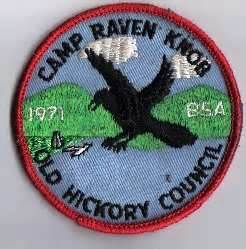 CAMP RAVEN KNOB
1971 BSA
OLD HICKORY COUNCIL